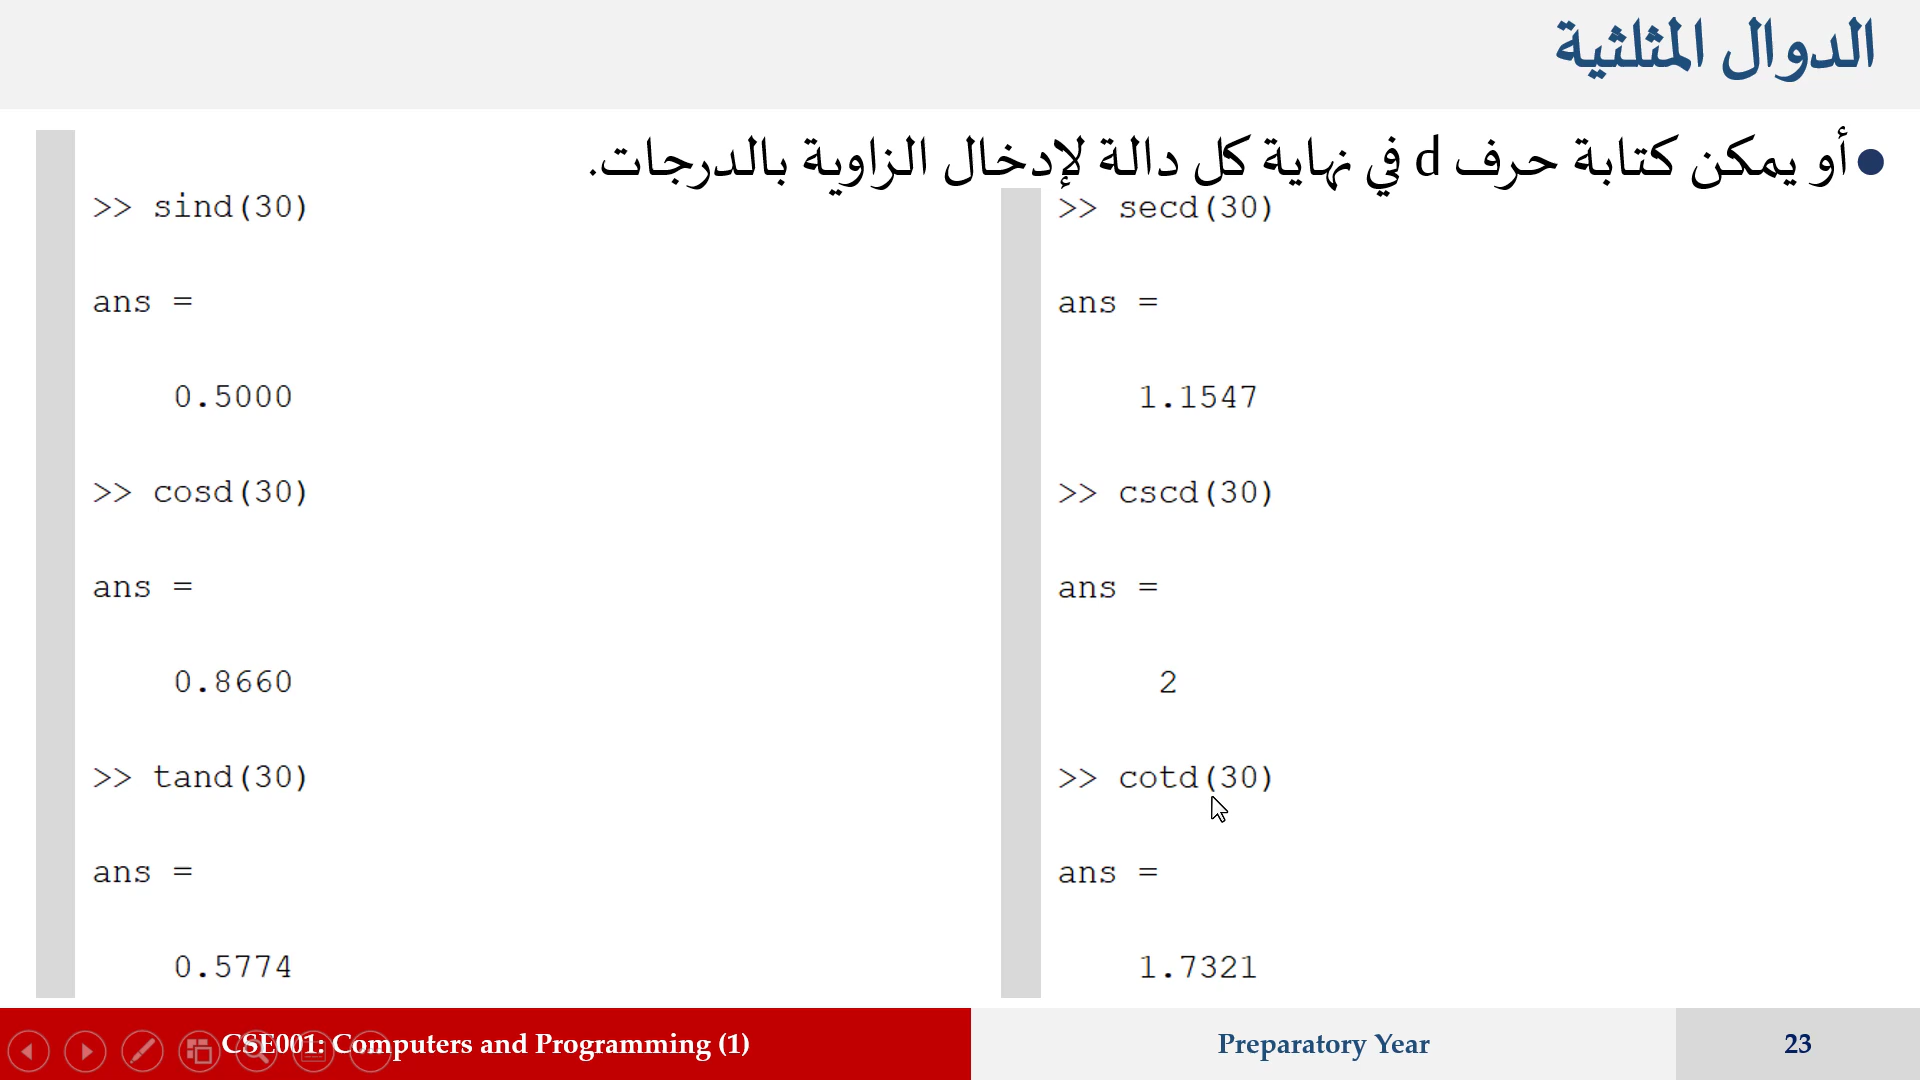 الدوال المثلثية
أو يمكن كتابة حرف d في نهاية كل دالة لإدخال الزاوية بالدرجات.
>> sind(30)
ans =
0.5000
>> cosd(30)
ans =
0.8660
>> tand(30)
ans =
0.5774
>> secd(30)
ans =
1.1547
>> cscd(30)
ans =
2
>> cotd(30)
ans =
1.7321
CSE001: Computers and Programming (1)
Preparatory Year
23